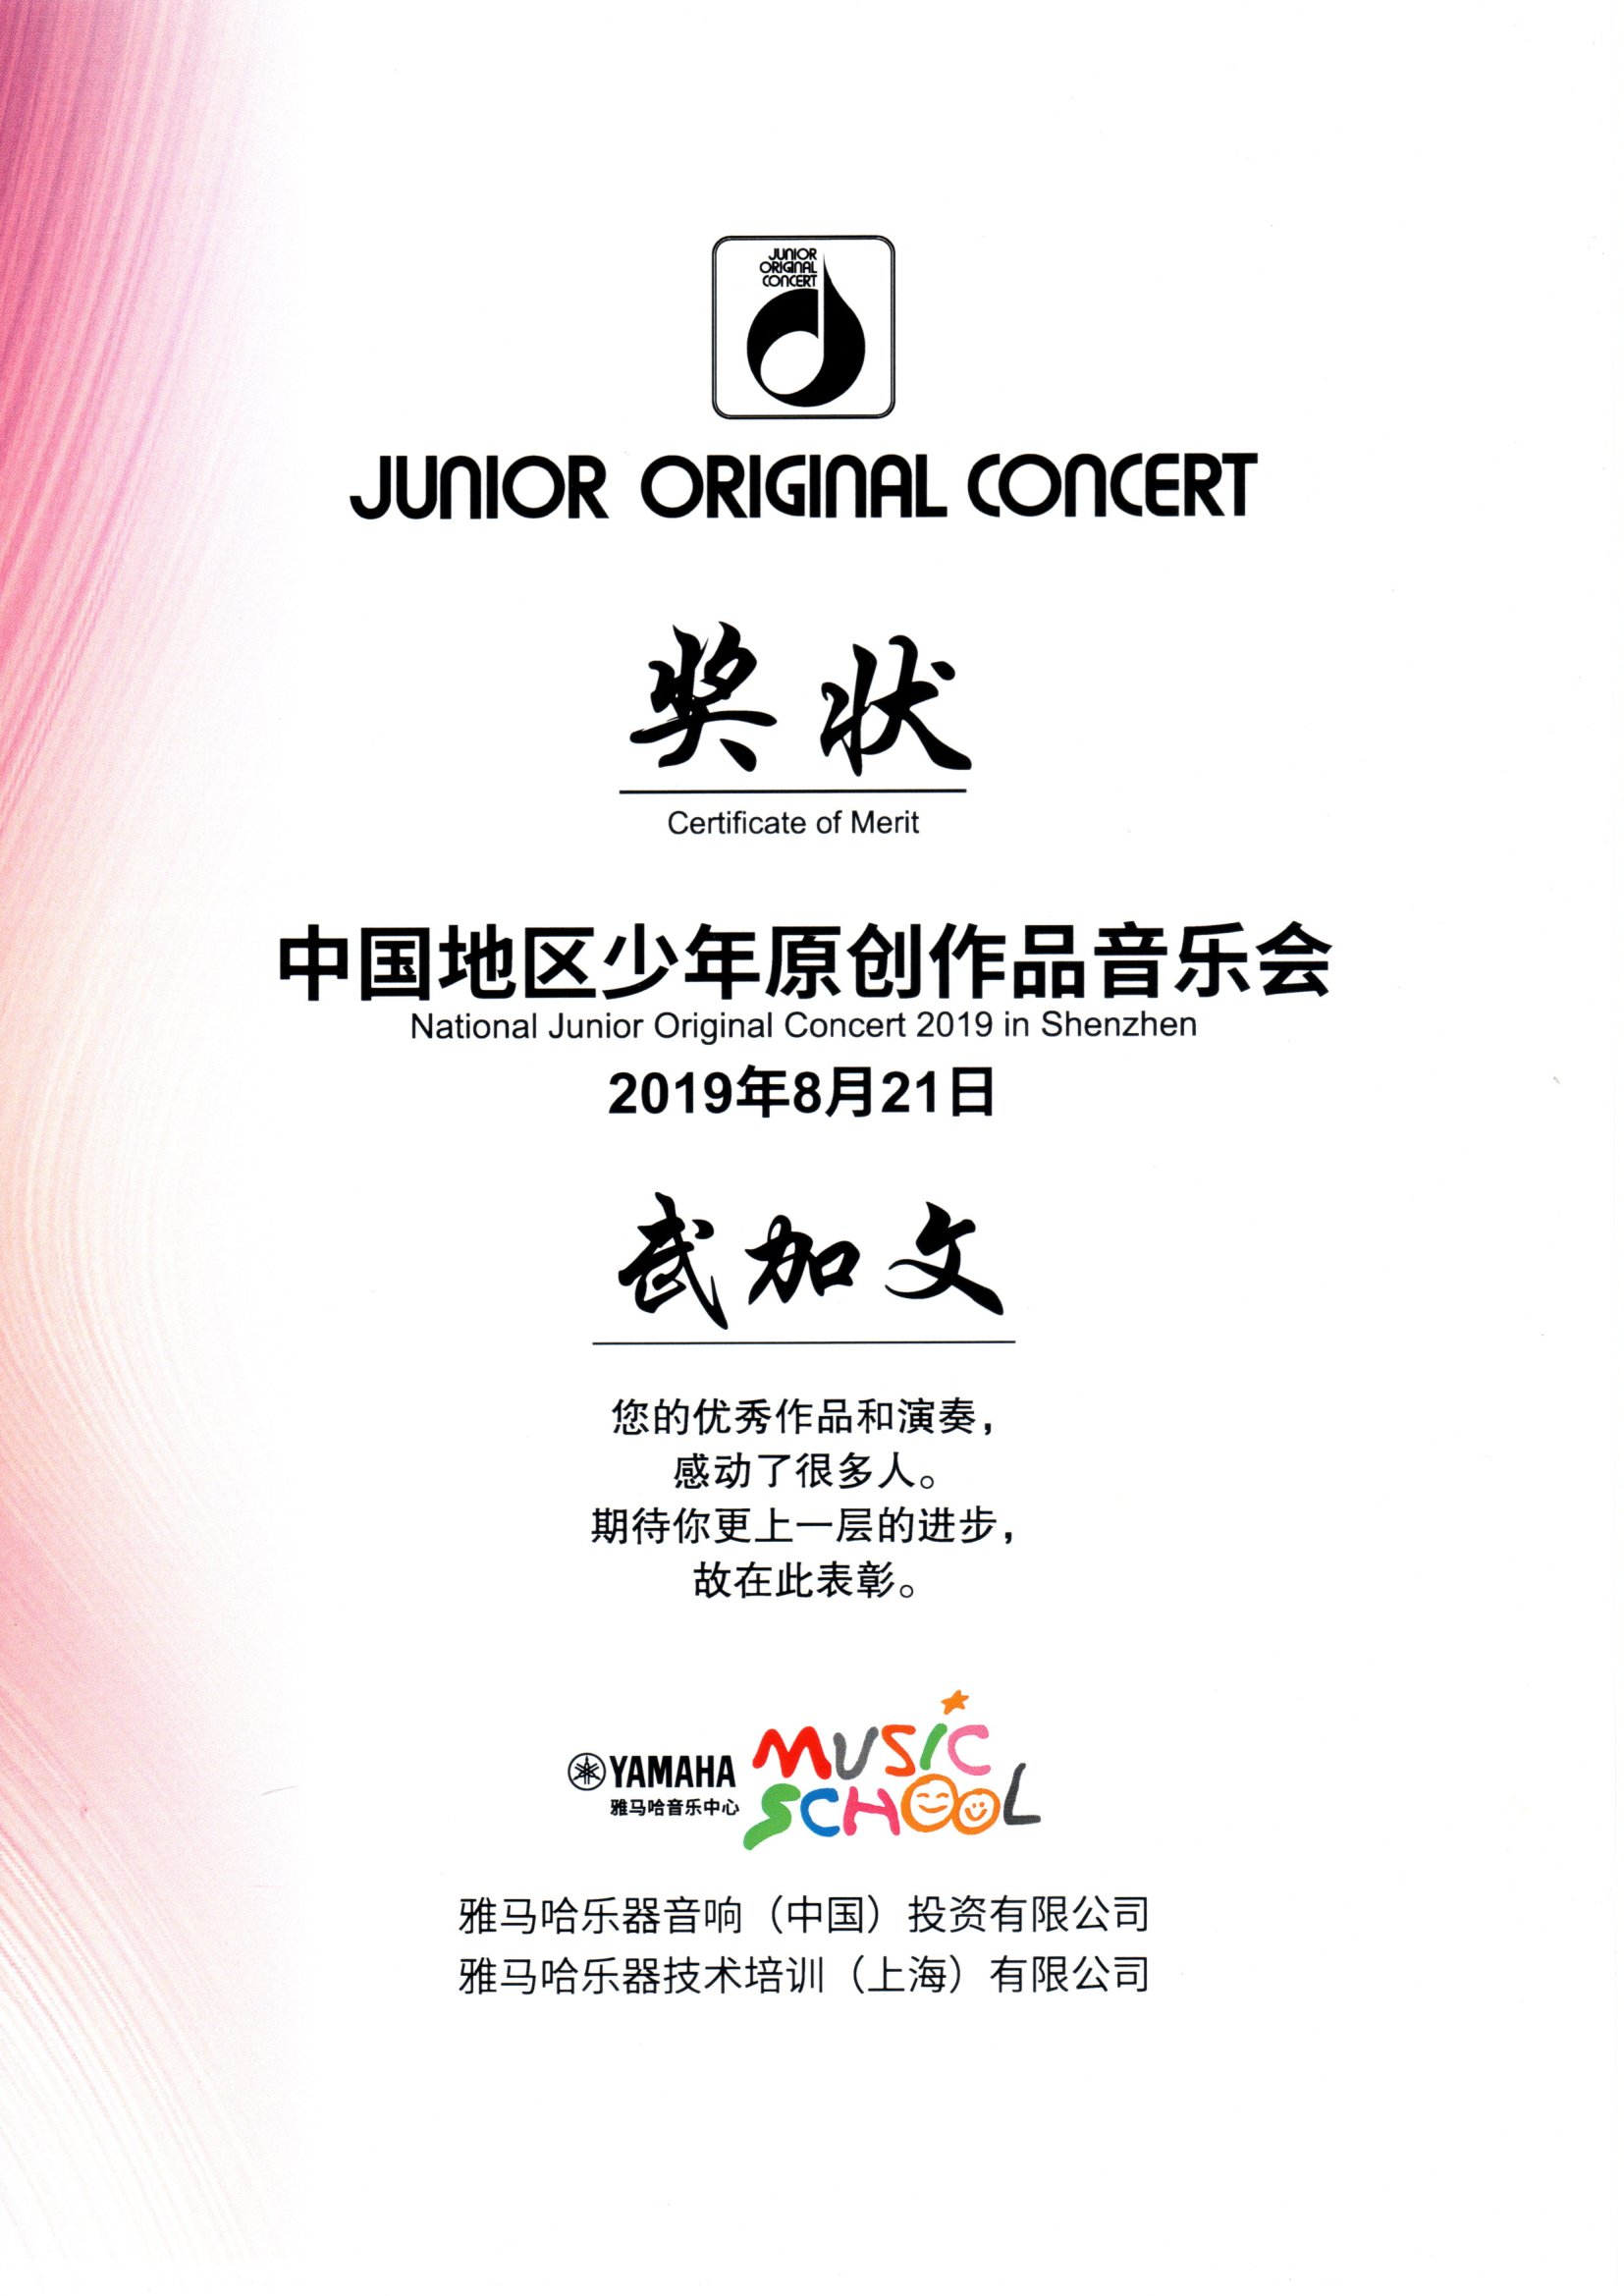 JUNIOR
ORIGINAL
CONCERT
JUNIOR ORIGINAL CONCERT
奖状
Certificate of Merit
中国地区少年原创作品音乐会
National Junior Original Concert 2019 in Shenzhen
2019年8月21日
武加文
您的优秀作品和演奏，
感动了很多人。
期待你更上一层的进步，
故在此表彰。
YAMAHA
雅马哈音乐中心
MUSIC
SCHOOL
雅马哈乐器音响（中国）投资有限公司
雅马哈乐器技术培训（上海）有限公司